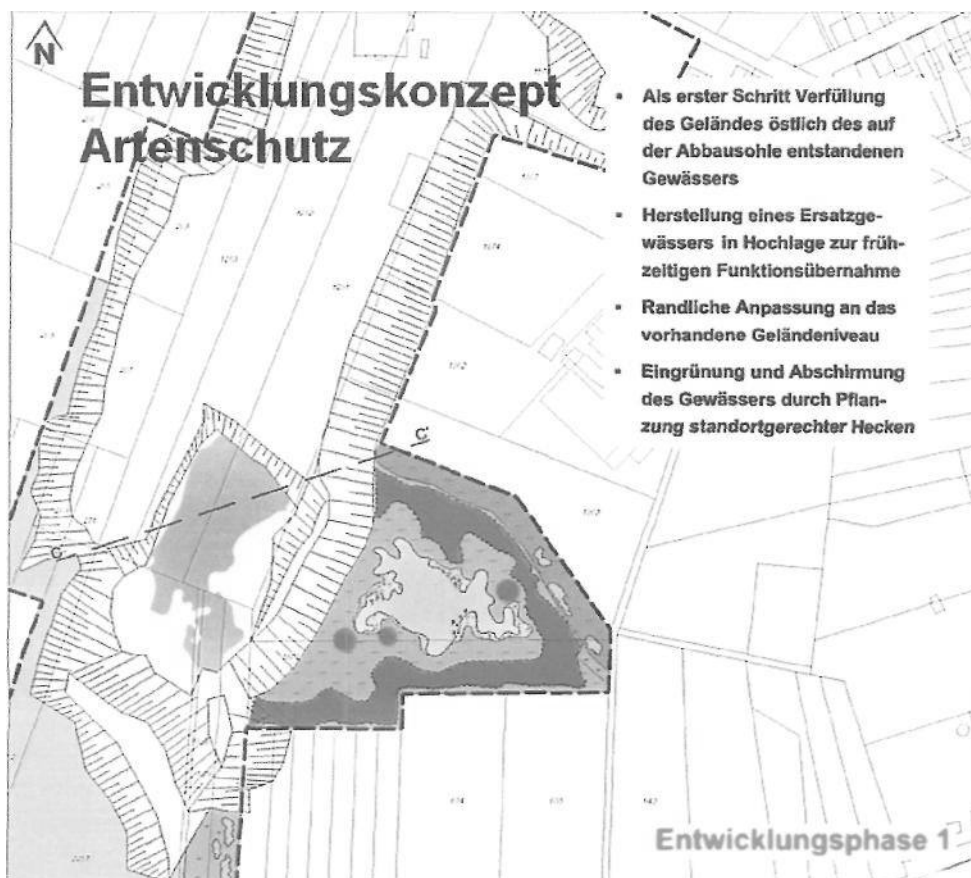 N
Entwicklungskonzept
Artenschutz
▪ Als erster Schritt Verfüllung
des Geländes östlich des auf
der Abbausohle entstandenen
Gewässers
▪ Herstellung eines Ersatzge-
wässers in Hochlage zur früh-
zeitigen Funktionsübernahme
▪ Randliche Anpassung an das
vorhandene Geländeniveau
▪ Eingrünung und Abschirmung
des Gewässers durch Pflan-
zung standortgerechter Hecken
C'
C
Entwicklungsphase 1